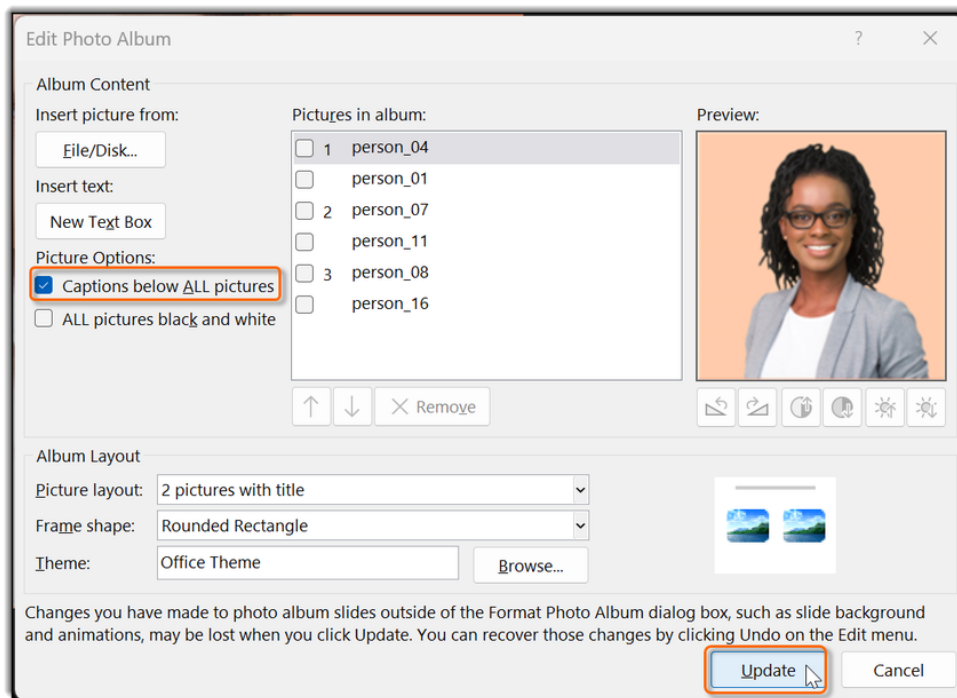 Edit Photo Album
Album Content
Insert picture from:
File/Disk...
Insert text:
New Text Box
Picture Options:
Captions below ALL pictures
ALL pictures black and white
Pictures in album:
1 person_04
person_01
2 person_07
person_11
3 person_08
person_16
Remove
Preview:
Album Layout
Picture layout: 2 pictures with title
Frame shape: Rounded Rectangle
Theme: Office Theme
Browse...
Changes you have made to photo album slides outside of the Format Photo Album dialog box, such as slide background
and animations, may be lost when you click Update. You can recover those changes by clicking Undo on the Edit menu.
Update Cancel